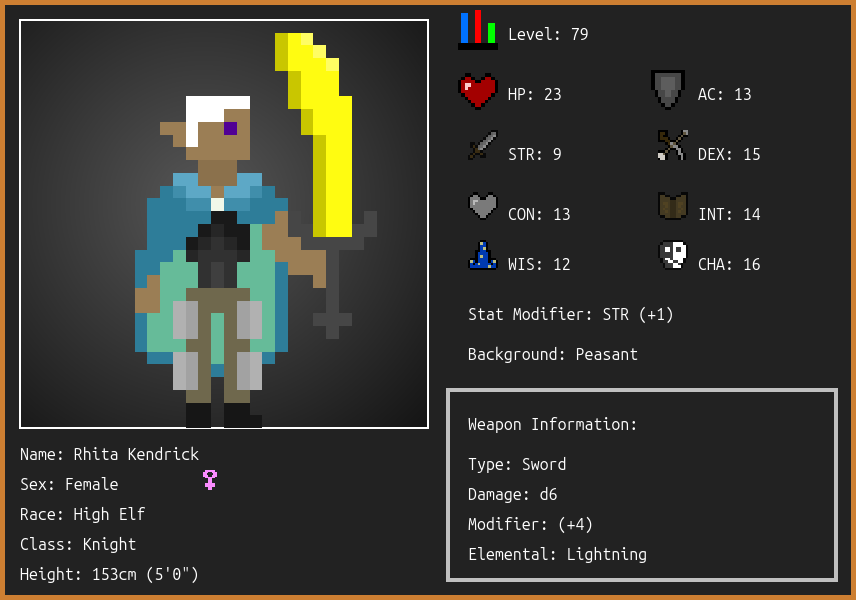 Level: 79
HP: 23
AC: 13
STR: 9
DEX: 15
CON: 13
INT: 14
WIS: 12
CHA: 16
Stat Modifier: STR (+1)
Background: Peasant
Weapon Information:
Type: Sword
Damage: d6
Modifier: (+4)
Elemental: Lightning
Name: Rhita Kendrick
Sex: Female
Race: High Elf
Class: Knight
Height: 153cm (5'0")